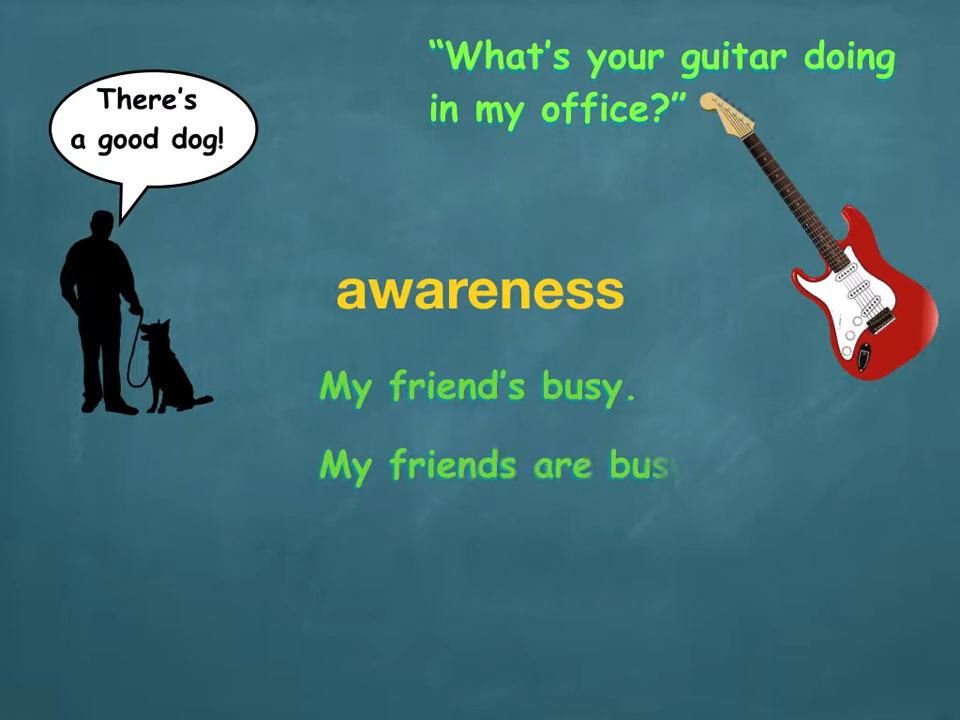 There's
a good dog!
“What's your guitar doing
in my office?”
awareness
My friend's busy.
My friends are